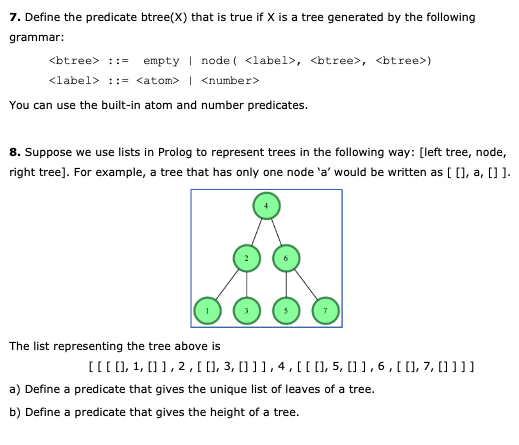 7. Define the predicate btree(X) that is true if X is a tree generated by the following
grammar:
<btree> ::= empty | node( <label>, <btree>, <btree>)
<label> ::= <atom> | <number>
You can use the built-in atom and number predicates.
8. Suppose we use lists in Prolog to represent trees in the following way: [left tree, node,
right tree]. For example, a tree that has only one node 'a' would be written as [ [], a, [] ].
4
2 6
1 3 5 7
The list representing the tree above is
[ [ [ [], 1, [] ] , 2 , [ [], 3, [] ] ] , 4 , [ [ [], 5, [] ] , 6 , [ [], 7, [] ] ] ]
a) Define a predicate that gives the unique list of leaves of a tree.
b) Define a predicate that gives the height of a tree.